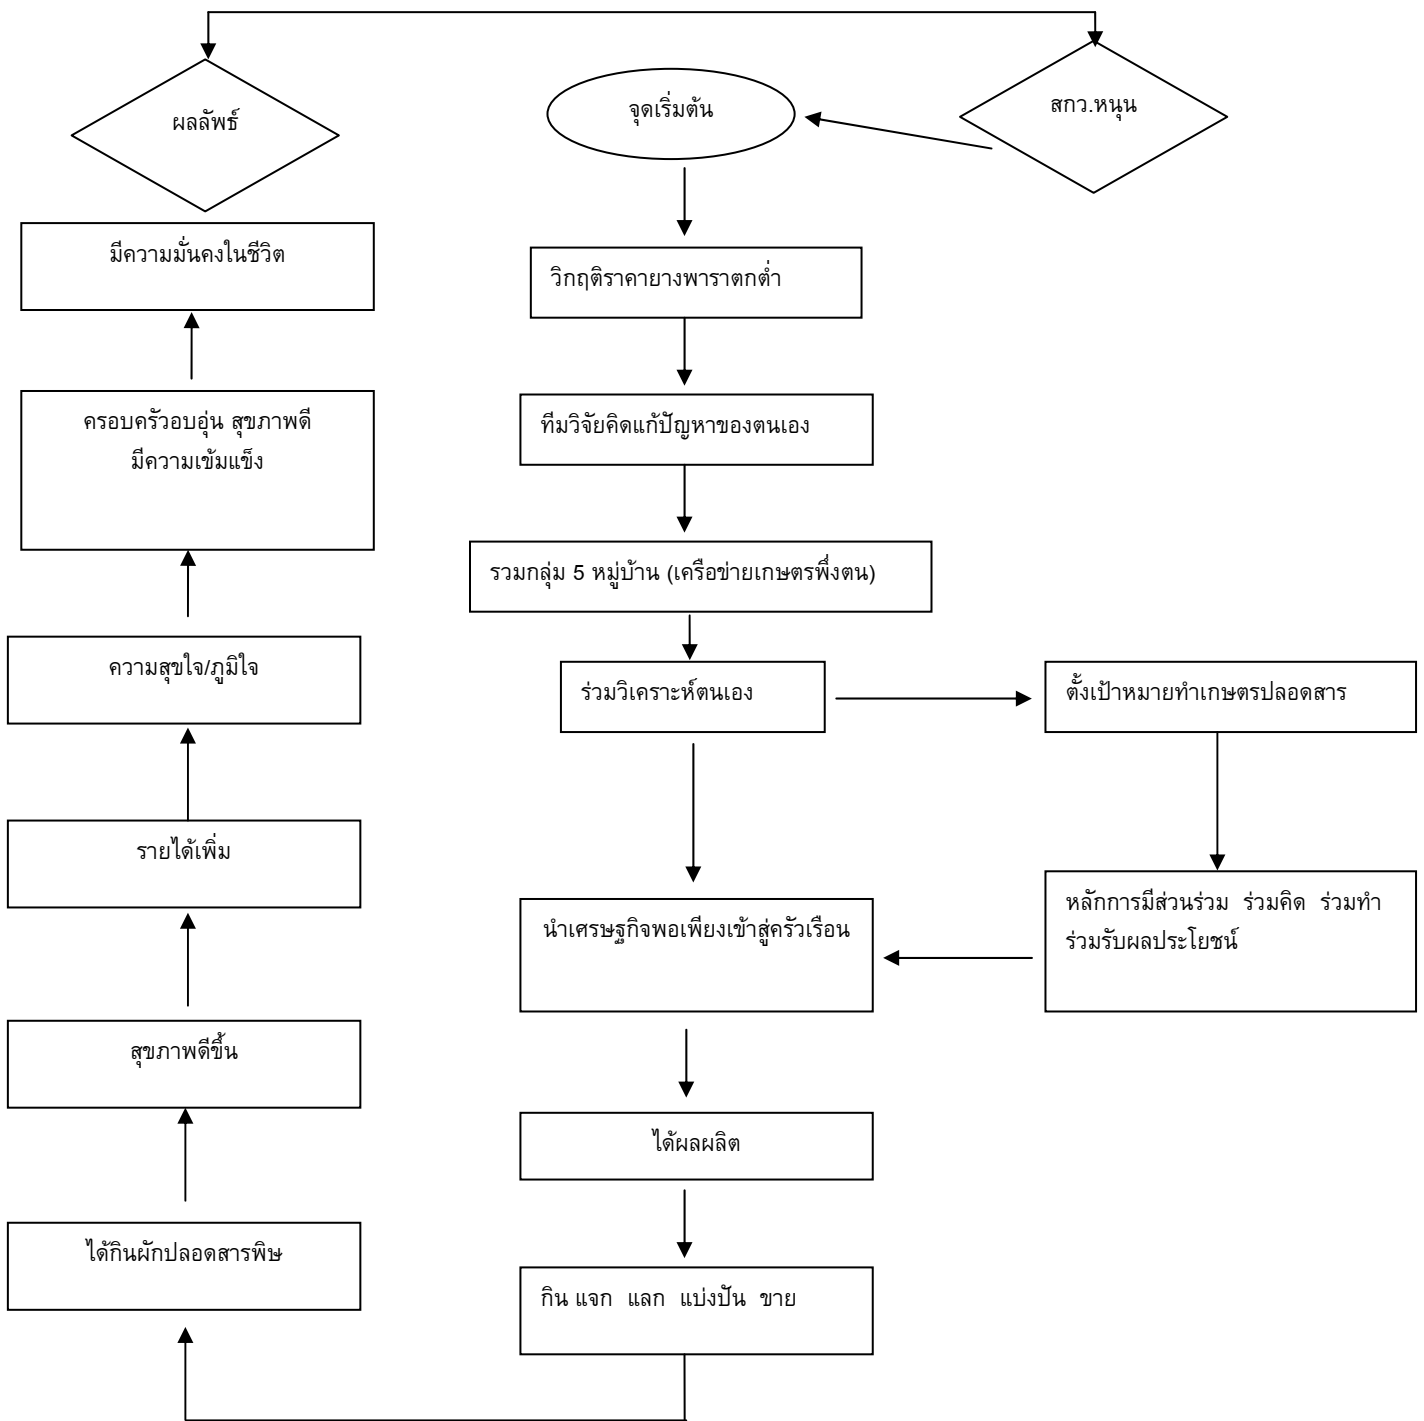 ผลลัพธ์
จุดเริ่มต้น
สกว.หนุน
มีความมั่นคงในชีวิต
วิกฤติราคายางพาราตกต่ำ
ครอบครัวอบอุ่น สุขภาพดี
มีความเข้มแข็ง
ทีมวิจัยคิดแก้ปัญหาของตนเอง
รวมกลุ่ม 5 หมู่บ้าน (เครือข่ายเกษตรพึ่งตน)
ความสุขใจ/ภูมิใจ
ร่วมวิเคราะห์ตนเอง
ตั้งเป้าหมายทำเกษตรปลอดสาร
รายได้เพิ่ม
นำเศรษฐกิจพอเพียงเข้าสู่ครัวเรือน
หลักการมีส่วนร่วม ร่วมคิด ร่วมทำ
ร่วมรับผลประโยชน์
สุขภาพดีขึ้น
ได้ผลผลิต
ได้กินผักปลอดสารพิษ
กิน แจก แลก แบ่งปัน ขาย